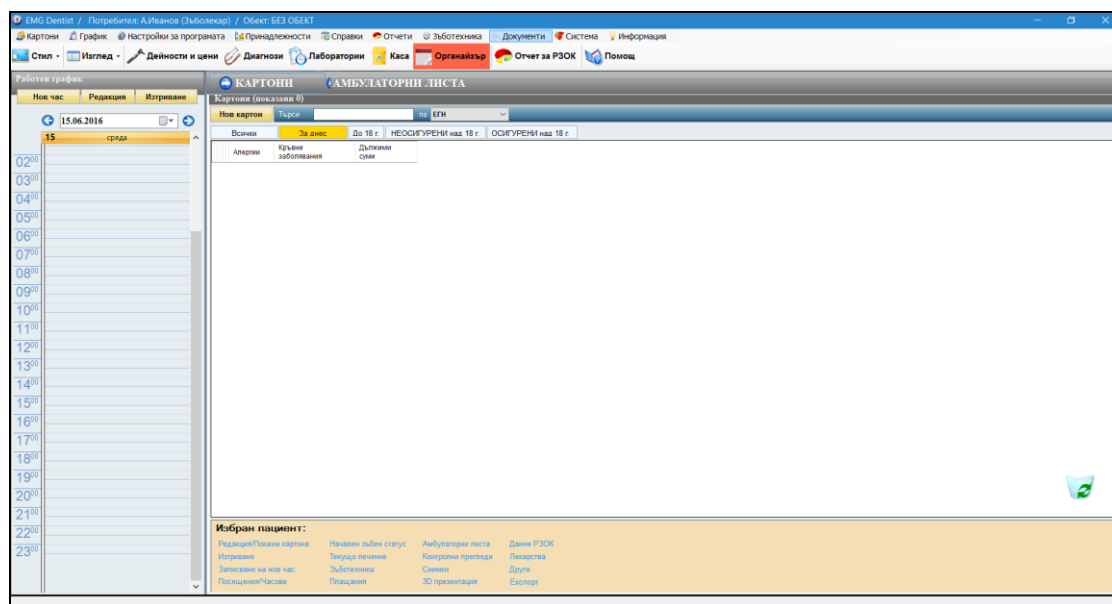 EMG Dentist / Потребител: А.Иванов (Зъболекар) / Обект: БЕЗ ОБЕКТ
Картони График Настройки за програмата Принадлежности Справки Отчети Зъботехника Документи Система Информация
Стил Изглед Дейности и цени Диагнози Лаборатории Каса Органайзър Отчет за РЗОК Помощ
Работен график
Нов час Редакция Изтриване
15.06.2016
15 сряда
02 00
03 00
04 00
05 00
06 00
07 00
08 00
09 00
10 00
11 00
12 00
13 00
14 00
15 00
16 00
17 00
18 00
19 00
20 00
21 00
22 00
23 00
КАРТОНИ АМБУЛАТОРНИ ЛИСТА
Картони (показани 0)
Нов картон Търси по ЕГН
Всички За днес До 18 г. НЕОСИГУРЕНИ над 18 г. ОСИГУРЕНИ над 18 г.
Алергии Кръвни заболявания Дължими суми
Избран пациент:
Редакция/Покажи картона Начален зъбен статус Амбулаторни листа Данни РЗОК
Изтриване Текущо лечение Контролни прегледи Лекарства
Записване на нов час Зъботехника Снимки Други
Посещения/Часове Плащания 3D презентация Експорт